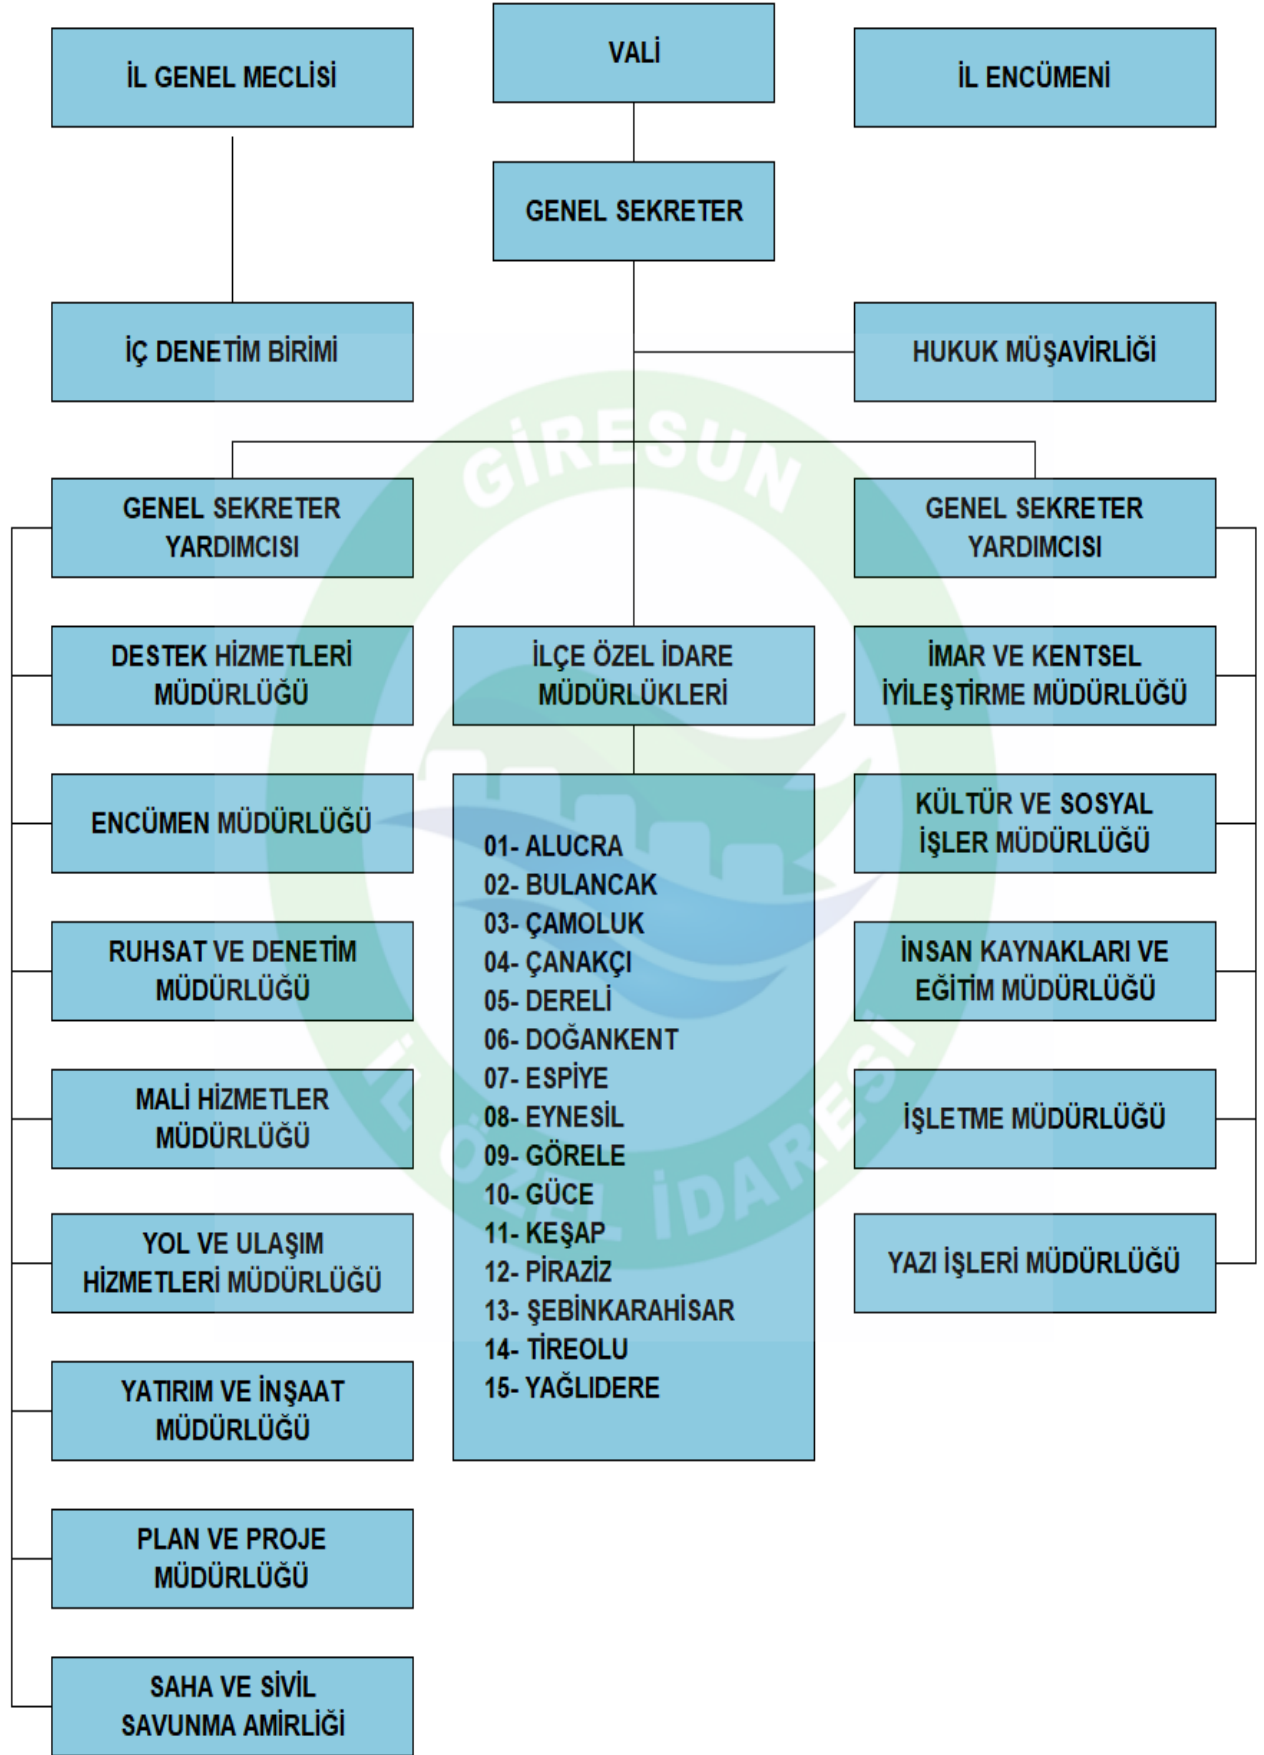 VALİ
İL GENEL MECLİSİ
İL ENCÜMENİ
GENEL SEKRETER
İÇ DENETİM BİRİMİ
HUKUK MÜŞAVİRLİĞİ
GENEL SEKRETER
YARDIMCISI
DESTEK HİZMETLERİ
MÜDÜRLÜĞÜ
ENCÜMEN MÜDÜRLÜĞÜ
RUHSAT VE DENETİM
MÜDÜRLÜĞÜ
MALİ HİZMETLER
MÜDÜRLÜĞÜ
YOL VE ULAŞIM
HİZMETLERİ MÜDÜRLÜĞÜ
YATIRIM VE İNŞAAT
MÜDÜRLÜĞÜ
PLAN VE PROJE
MÜDÜRLÜĞÜ
SAHA VE SİVİL
SAVUNMA AMİRLİĞİ
İLÇE ÖZEL İDARE
MÜDÜRLÜKLERİ
01- ALUCRA
02- BULANCAK
03- ÇAMOLUK
04- ÇANAKÇI
05- DERELİ
06- DOĞANKENT
07- ESPİYE
08- EYNESİL
09- GÖRELE
10- GÜCE
11- KEŞAP
12- PİRAZİZ
13- ŞEBİNKARAHİSAR
14- TİREOLU
15- YAĞLIDERE
GENEL SEKRETER
YARDIMCISI
İMAR VE KENTSEL
İYİLEŞTİRME MÜDÜRLÜĞÜ
KÜLTÜR VE SOSYAL
İŞLER MÜDÜRLÜĞÜ
İNSAN KAYNAKLARI VE
EĞİTİM MÜDÜRLÜĞÜ
İŞLETME MÜDÜRLÜĞÜ
YAZI İŞLERİ MÜDÜRLÜĞÜ
GİRESUN
İL ÖZEL İDARESİ